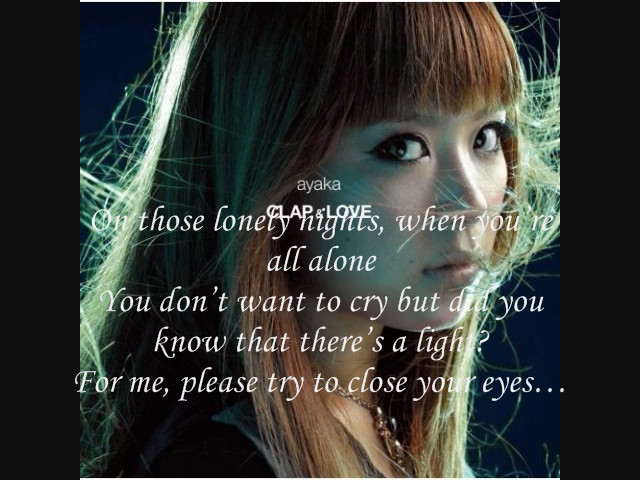 ayaka
CLAP & LOVE
On those lonely nights, when you're
all alone
You don't want to cry but did you
know that there's a light?
For me, please try to close your eyes...